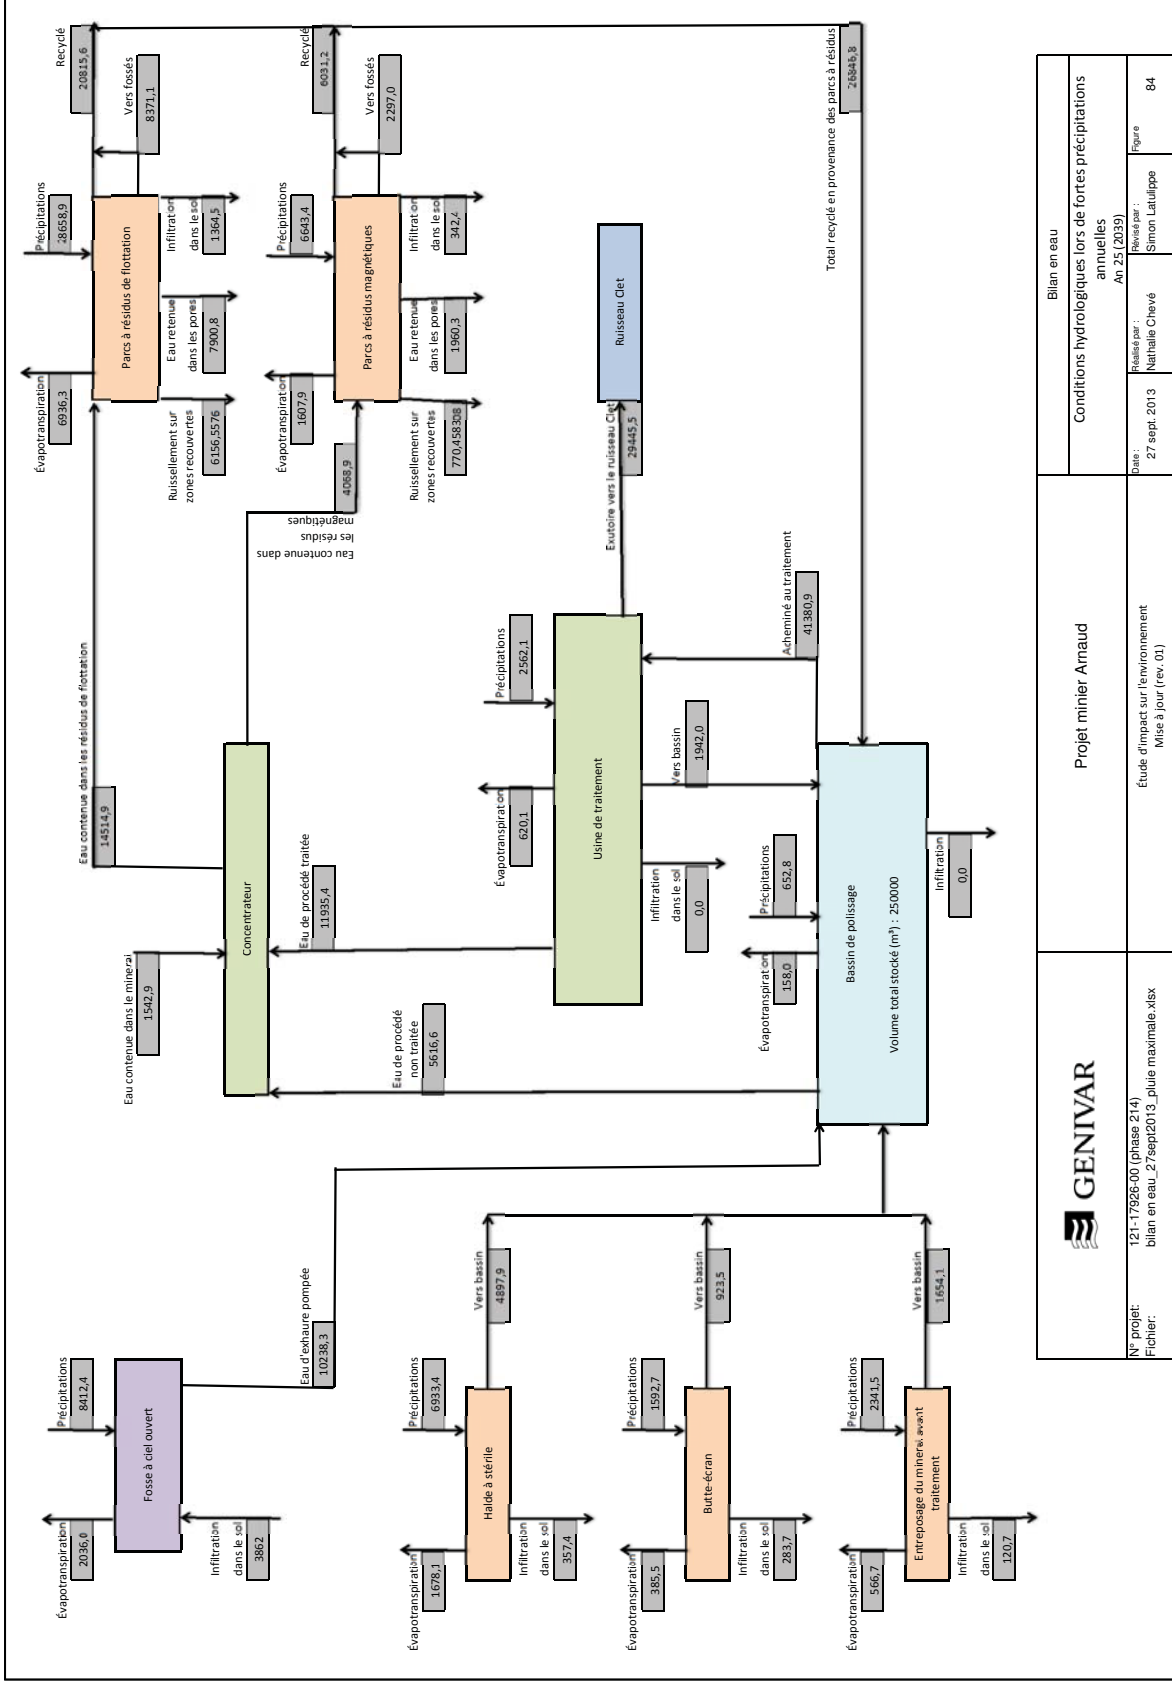 Évapotranspiration
2036,0
Précipitations
8412,4
Fosse à ciel ouvert
Infiltration
dans le sol
3862
Eau d'exhaure pompée
10238,3
Évapotranspiration
1678,1
Précipitations
6933,4
Halde à stérile
Infiltration
dans le sol
357,4
Vers bassin
4897,9
Évapotranspiration
385,5
Précipitations
1592,7
Butte-écran
Infiltration
dans le sol
283,7
Vers bassin
923,5
Évapotranspiration
566,7
Précipitations
2341,5
Entreposage du minerai avant
traitement
Infiltration
dans le sol
120,7
Vers bassin
1654,1
Eau contenue dans le minerai
1542,9
Concentrateur
Eau contenue dans les résidus de flottation
14514,9
Eau de procédé
non traitée
5616,6
Eau de procédé traitée
11935,4
Eau contenue dans
les résidus
magnétiques
4068,9
Évapotranspiration
620,1
Précipitations
2562,1
Usine de traitement
Infiltration
dans le sol
0,0
Vers bassin
1942,0
Acheminé au traitement
41380,9
Exutoire vers le ruisseau Clet
29445,5
Ruisseau Clet
Évapotranspiration
158,0
Précipitations
652,8
Bassin de polissage
Volume total stocké (m³) : 250000
Infiltration
0,0
Évapotranspiration
6936,3
Précipitations
28658,9
Parcs à résidus de flottation
Ruissellement sur
zones recouvertes
6156,5576
Eau retenue
dans les pores
7900,8
Infiltration
dans le sol
1364,5
Vers fossés
8371,1
Recyclé
20815,6
Évapotranspiration
1607,9
Précipitations
6643,4
Parcs à résidus magnétiques
Ruissellement sur
zones recouvertes
770,458308
Eau retenue
dans les pores
1960,3
Infiltration
dans le sol
342,4
Vers fossés
2297,0
Recyclé
6031,2
Total recyclé en provenance des parcs à résidus
26846,8
GENIVAR
N° projet: 121-17926-00 (phase 214)
Fichier: bilan en eau_27sept2013_pluie maximale.xlsx
Projet minier Arnaud
Étude d'impact sur l'environnement
Mise à jour (rev. 01)
Bilan en eau
Conditions hydrologiques lors de fortes précipitations
annuelles
An 25 (2039)
Date :
27 sept. 2013
Réalisé par :
Nathalie Chevé
Révisé par :
Simon Latulippe
Figure
84